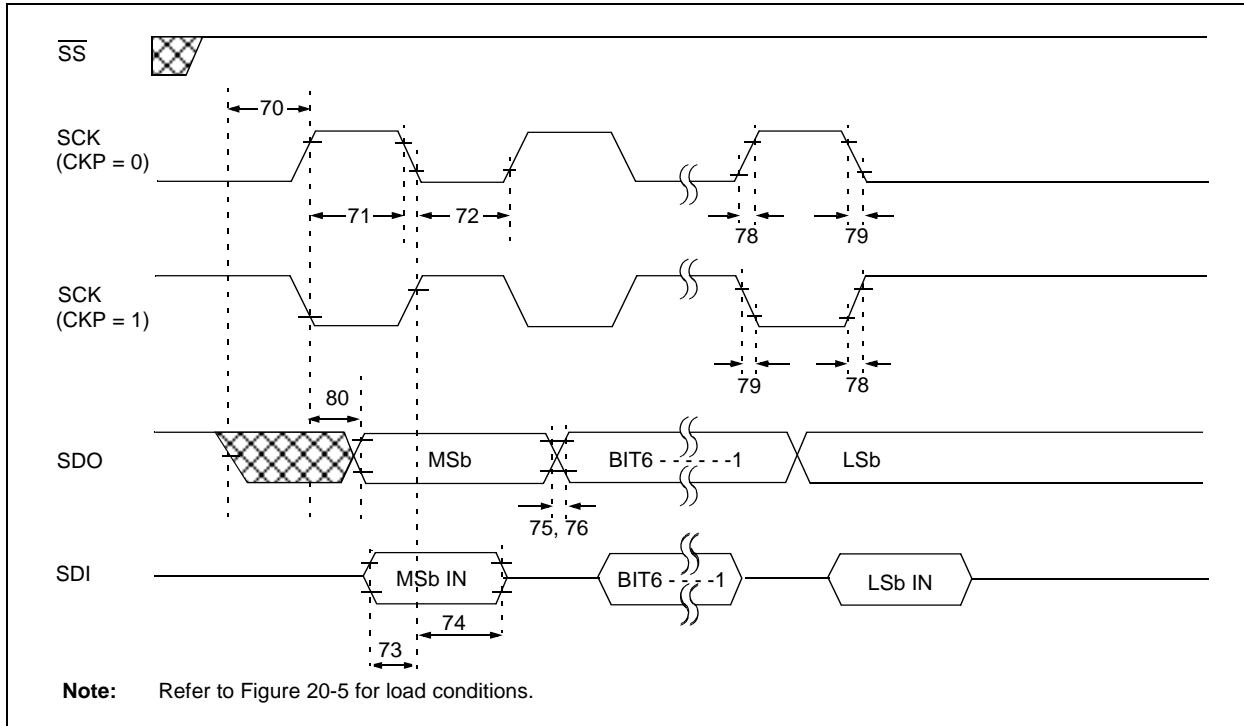 SS
70
SCK
(CKP = 0)
71
72
78
79
SCK
(CKP = 1)
79
78
80
SDO
MSb
BIT6 - - - - - -1
LSb
75, 76
SDI
MSb IN
BIT6 - - - - -1
LSb IN
74
73
Note: Refer to Figure 20-5 for load conditions.